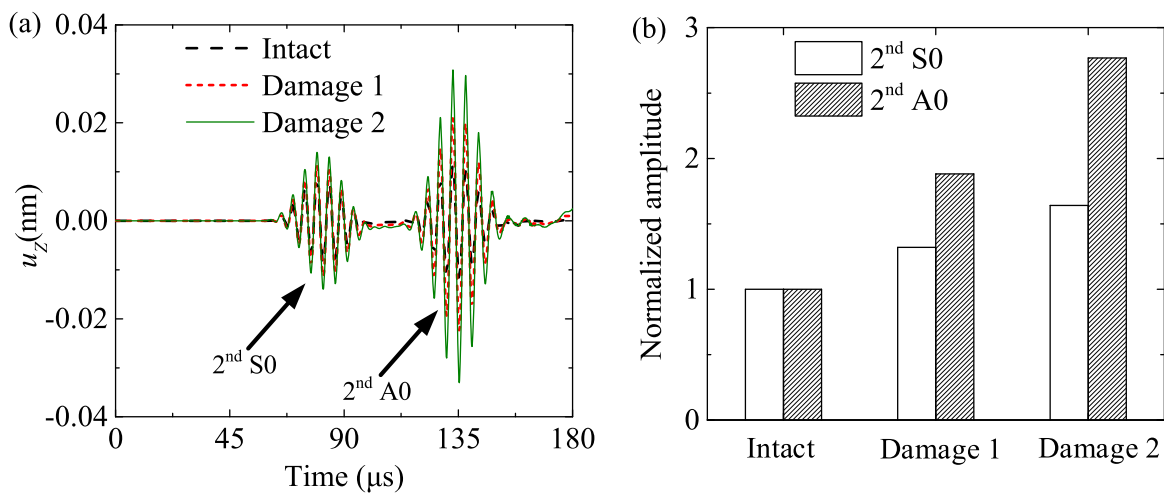 (a)
0.04
0.02
0.00
-0.02
-0.04
u_Z(nm)
Intact
Damage 1
Damage 2
2nd S0
2nd A0
0 45 90 135 180
Time (μs)
(b)
3
2
1
0
Normalized amplitude
2nd S0
2nd A0
Intact Damage 1 Damage 2